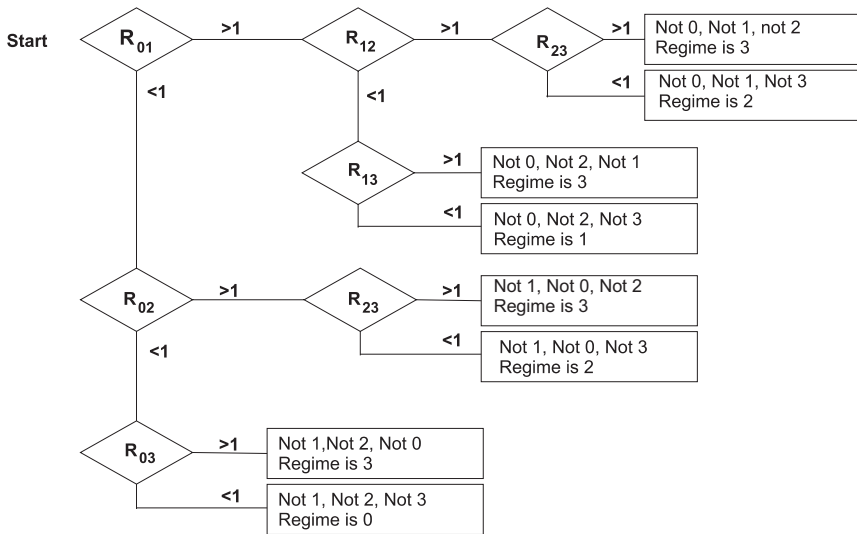 Start
R01
>1
R12
>1
R23
>1
Not 0, Not 1, not 2
Regime is 3
<1
Not 0, Not 1, Not 3
Regime is 2
<1
<1
R13
>1
Not 0, Not 2, Not 1
Regime is 3
<1
Not 0, Not 2, Not 3
Regime is 1
R02
>1
R23
>1
Not 1, Not 0, Not 2
Regime is 3
<1
Not 1, Not 0, Not 3
Regime is 2
<1
R03
>1
Not 1,Not 2, Not 0
Regime is 3
<1
Not 1, Not 2, Not 3
Regime is 0